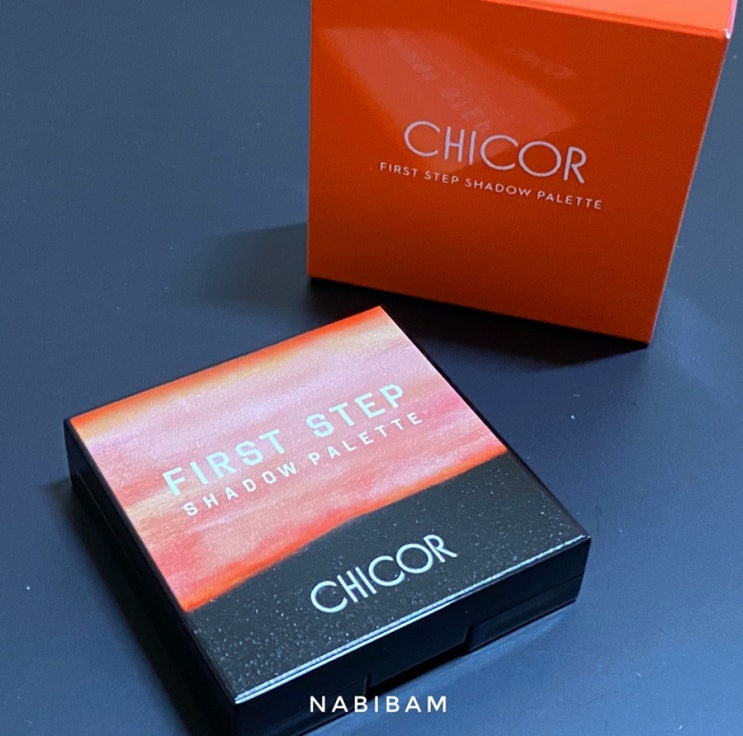 CHICOR
FIRST STEP SHADOW PALETTE
FIRST STEP
SHADOW PALETTE
CHICOR
NABIBAM